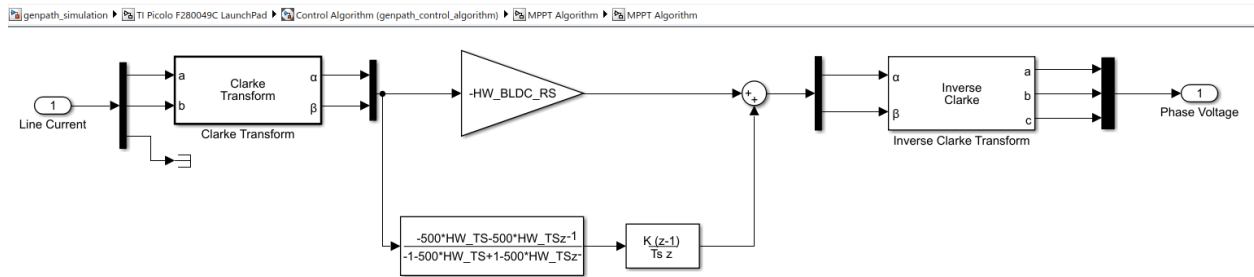 genpath_simulation TI Picolo F280049C LaunchPad Control Algorithm (genpath_control_algorithm) MPPT Algorithm MPPT Algorithm
1
Line Current
a
b
Clarke
Transform
α
β
Clarke Transform
-HW_BLDC_RS
+
+
α
β
Inverse
Clarke
a
b
c
Inverse Clarke Transform
1
Phase Voltage
-500*HW_TS-500*HW_TSz-1
-1-500*HW_TS+1-500*HW_TSz-
K (z-1)
Ts z